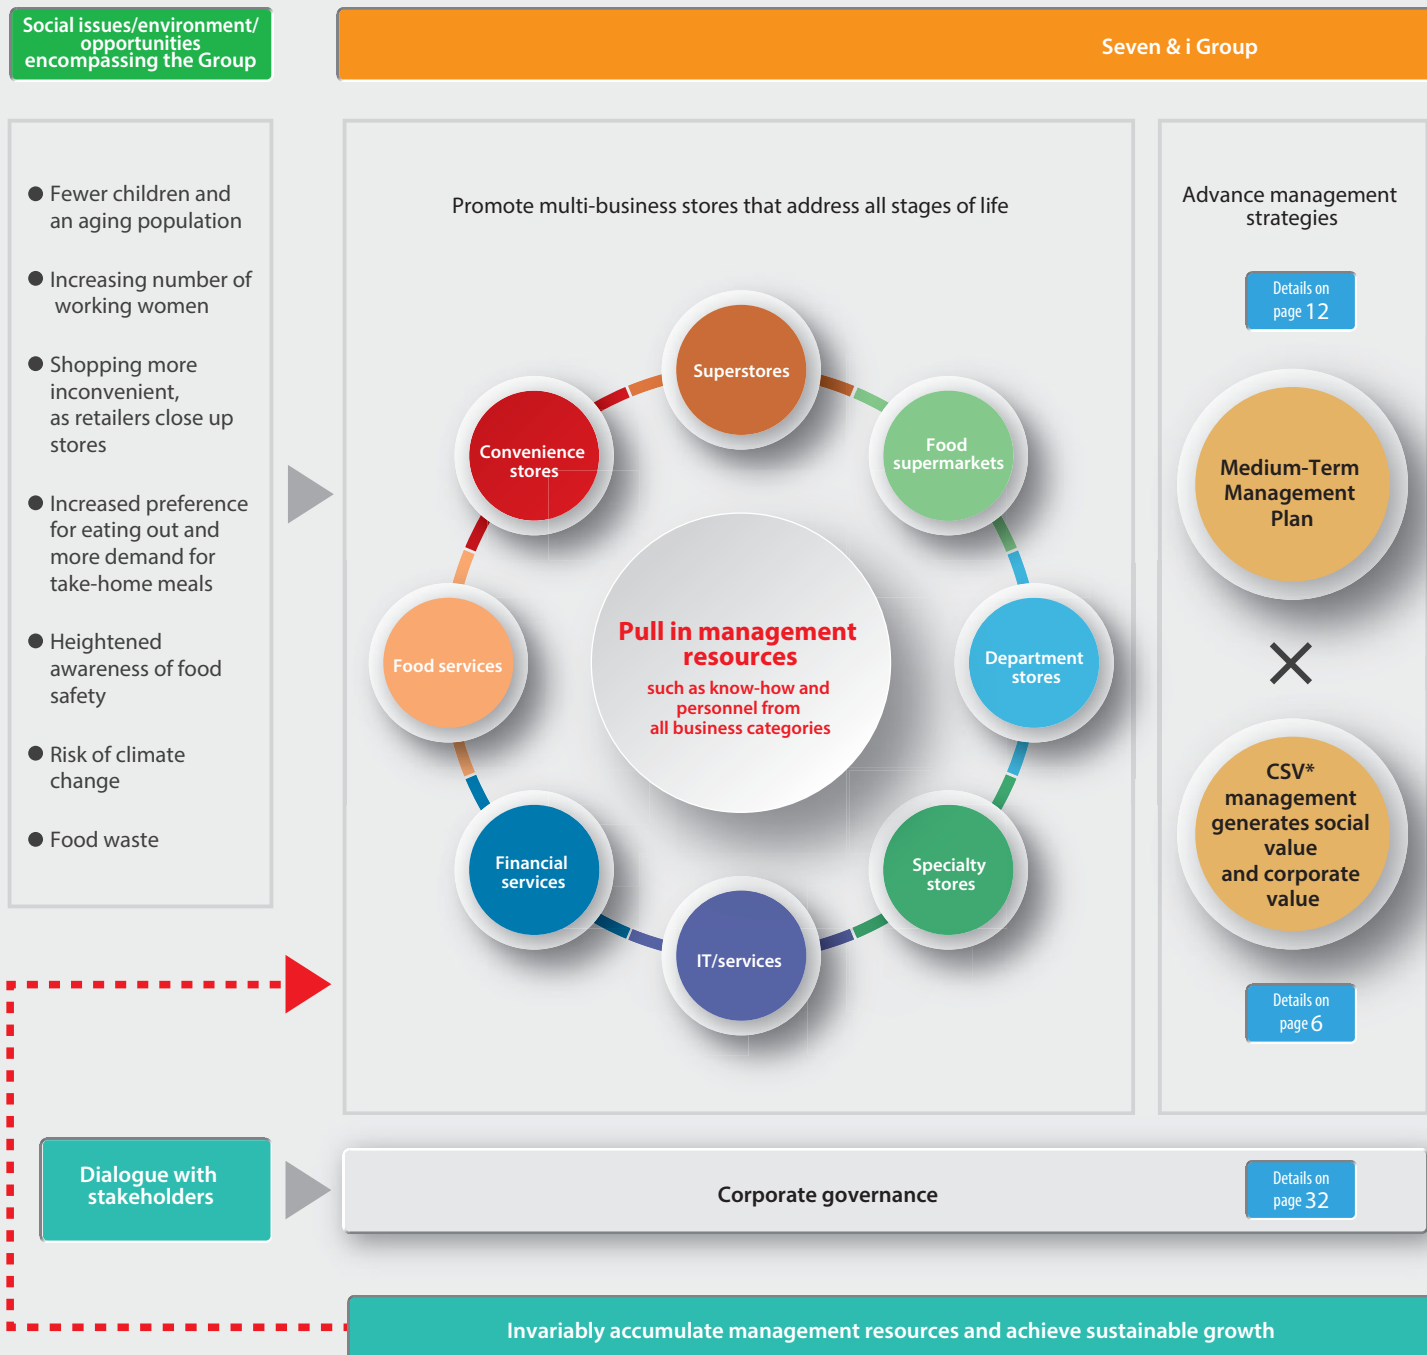 Social issues/environment/
opportunities
encompassing the Group
Seven & i Group
● Fewer children and
an aging population
● Increasing number of
working women
● Shopping more
inconvenient,
as retailers close up
stores
● Increased preference
for eating out and
more demand for
take-home meals
● Heightened
awareness of food
safety
● Risk of climate
change
● Food waste
Promote multi-business stores that address all stages of life
Superstores
Convenience
stores
Food
supermarkets
Food services
Department
stores
Financial
services
Specialty
stores
IT/services
Pull in management
resources
such as know-how and
personnel from
all business categories
Advance management
strategies
Details on
page 12
Medium-Term
Management
Plan
×
CSV*
management
generates social
value
and corporate
value
Details on
page 6
Dialogue with
stakeholders
Corporate governance
Details on
page 32
Invariably accumulate management resources and achieve sustainable growth